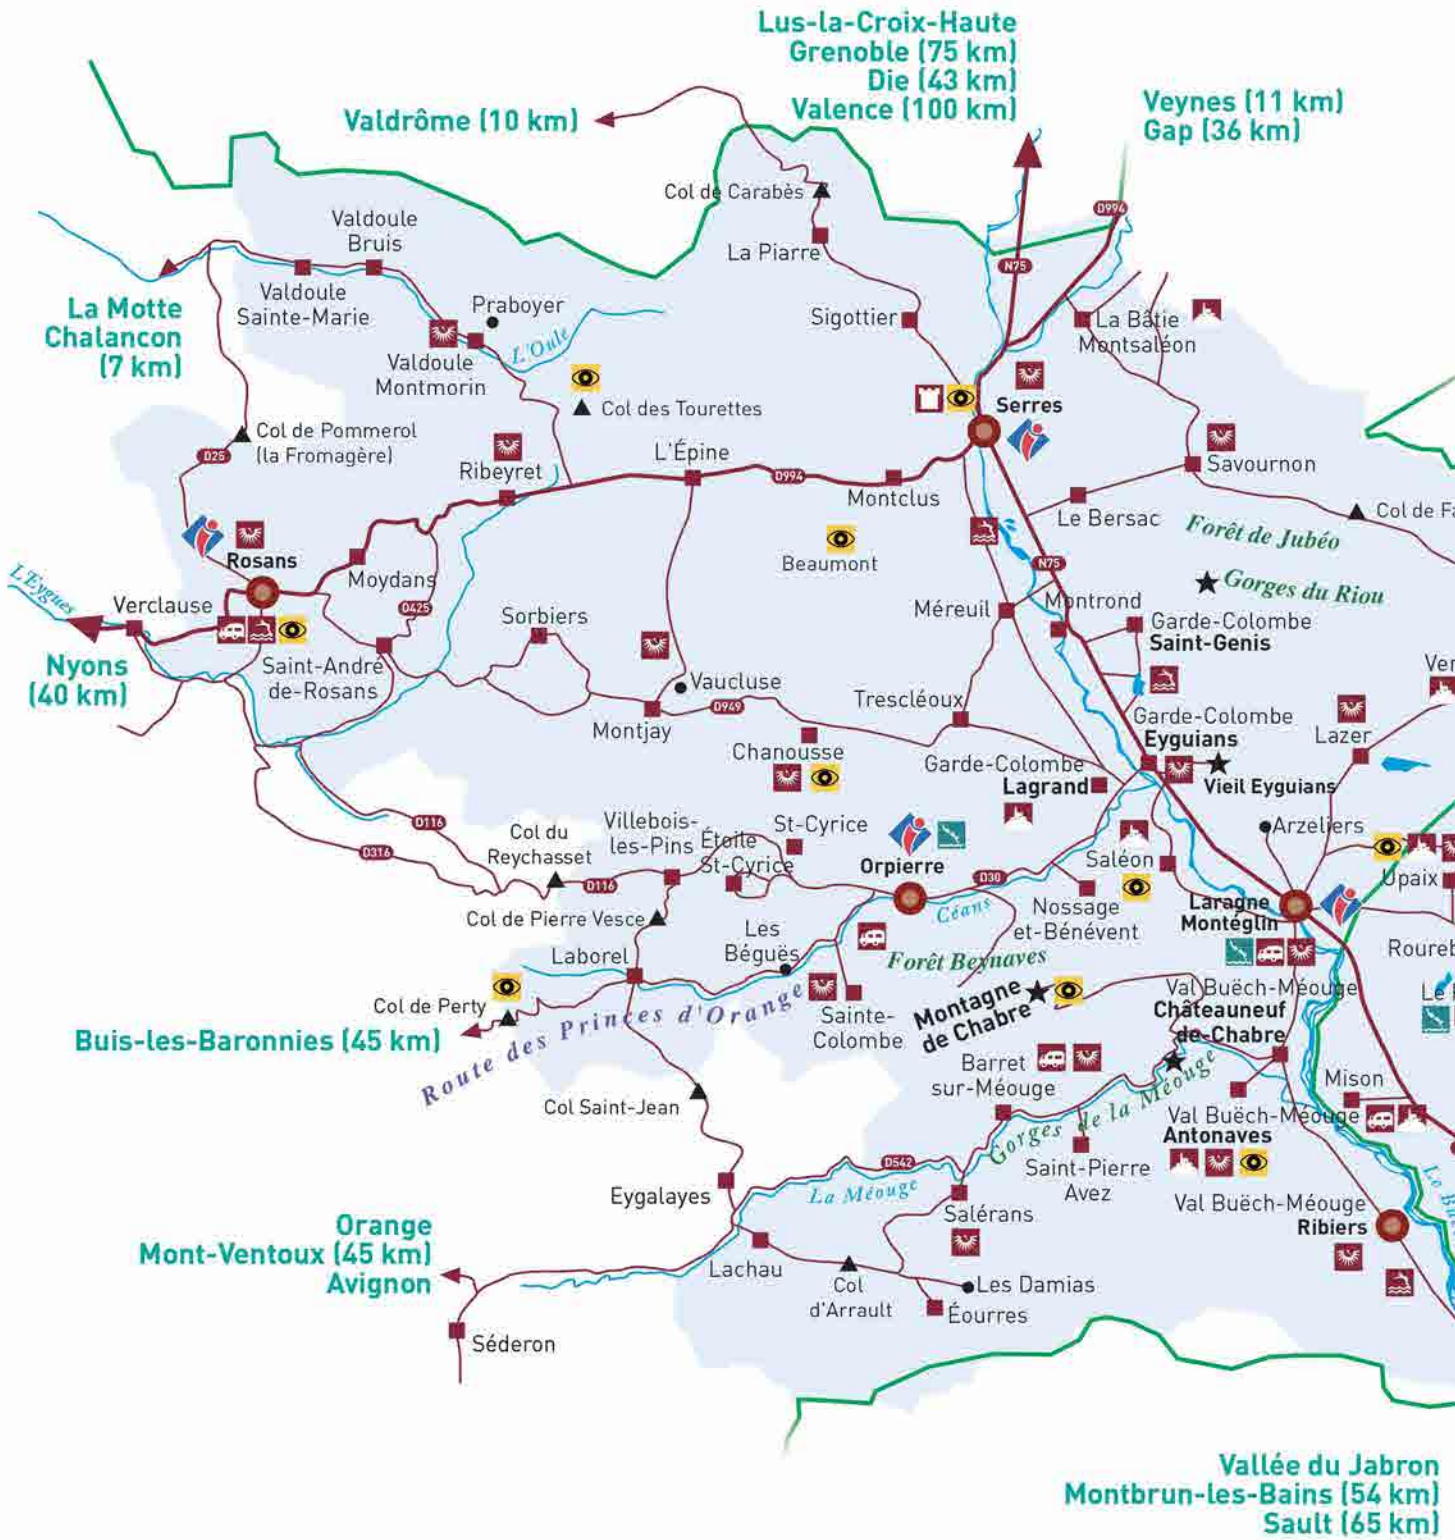 Lus-la-Croix-Haute
Grenoble (75 km)
Die (43 km)
Valence (100 km)
Veynes (11 km)
Gap (36 km)
Valdrôme (10 km)
Col de Carabès
D994
Valdoule
Bruis
La Piarre
N75
Valdoule
Sainte-Marie
La Motte
Chalancon
(7 km)
Praboyer
Sigottier
La Bâtie
Montsaléon
L'Oule
Valdoule
Montmorin
Col des Tourettes
Serres
Col de Pommerol
(la Fromagère)
D25
Ribeyret
L'Épine
D994
Montclus
Savournon
Le Bersac
Col de Fa
Forêt de Jubéo
Rosans
Moydans
Beaumont
N75
Gorges du Riou
L'Eygues
Verclause
D425
Sorbiers
Méreuil
Montrond
Garde-Colombe
Saint-Genis
Nyons
(40 km)
Saint-André
de-Rosans
Vaucluse
Ver
Montjay
D949
Trescléoux
Garde-Colombe
Eyguians
Lazer
Chanousse
Garde-Colombe
Lagrand
Vieil Eyguians
D116
D316
Col du
Reychasset
Villebois-
les-Pins
Étoile
St-Cyrice
St-Cyrice
Orpierre
Saléon
Arzeliers
D116
D30
Upaix
Col de Pierre Vesce
Céans
Nossage
et-Bénévent
Laragne
Montéglin
Les
Béguës
Laborel
Forêt Beynaves
Roureb
Col de Perty
Montagne
de Chabre
Val Buëch-Méouge
Châteauneuf
de-Chabre
Le
Buis-les-Baronnies (45 km)
Route des Princes d'Orange
Sainte-
Colombe
Barret
sur-Méouge
Mison
Col Saint-Jean
Gorges de la Méouge
Val Buëch-Méouge
Antonaves
D542
Saint-Pierre
Avez
Eygalayes
La Méouge
Salérans
Val Buëch-Méouge
Ribiers
Le Bu
Orange
Mont-Ventoux (45 km)
Avignon
Lachau
Col
d'Arrault
Les Damias
Éourres
Séderon
Vallée du Jabron
Montbrun-les-Bains (54 km)
Sault (65 km)